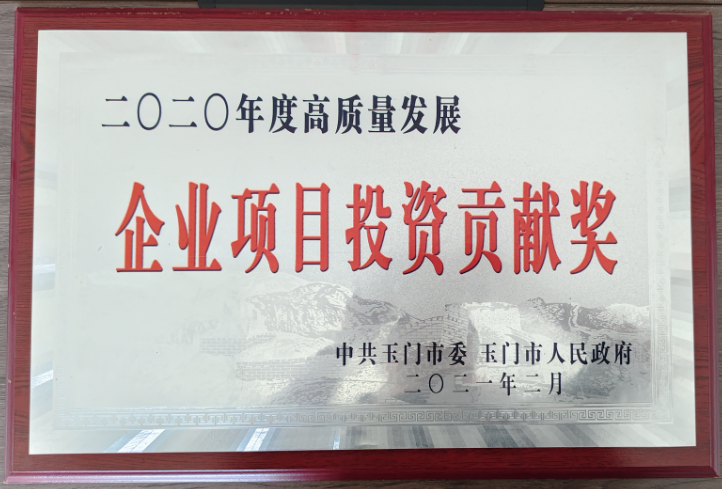 二〇二〇年度高质量发展
企业项目投资贡献奖
中共玉门市委 玉门市人民政府
二〇二一年二月